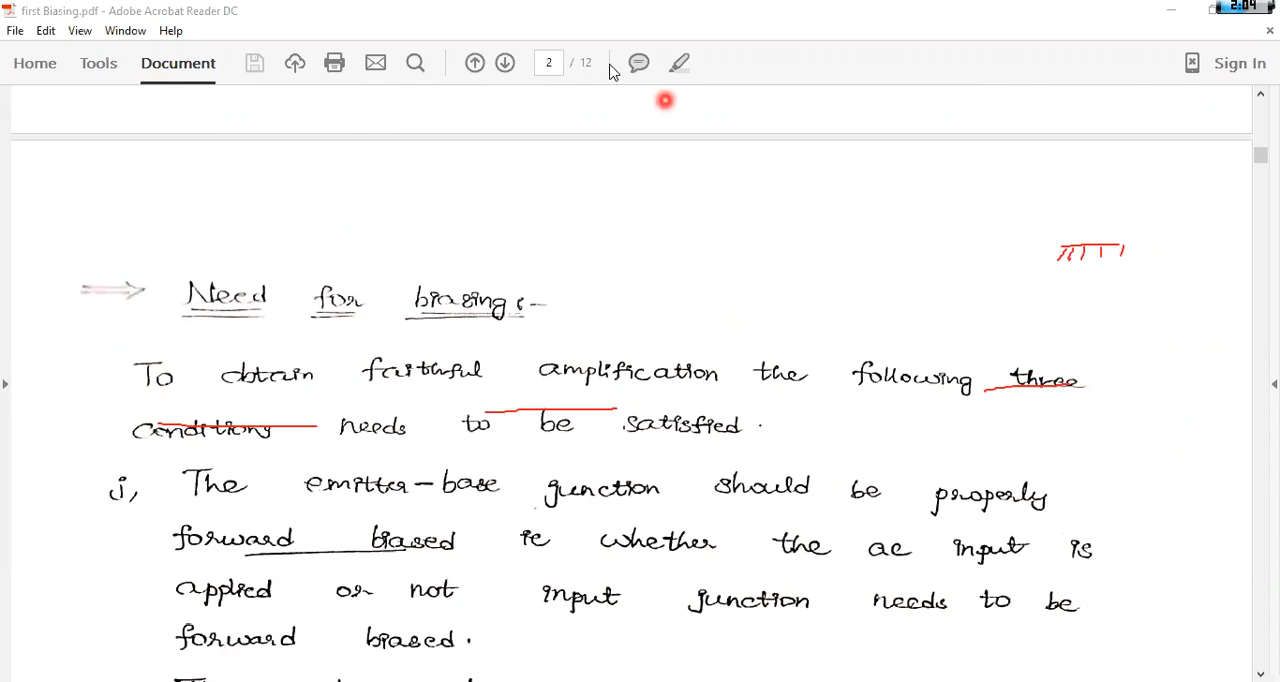 first Biasing.pdf - Adobe Acrobat Reader DC
2:04
File Edit View Window Help
Home Tools Document 2 / 12 Sign In
Need for biasing :-
To obtain faithful amplification the following three
conditions needs to be satisfied.
i, The emitter-base junction should be properly
forward biased ie whether the ac input is
applied or not input junction needs to be
forward biased.